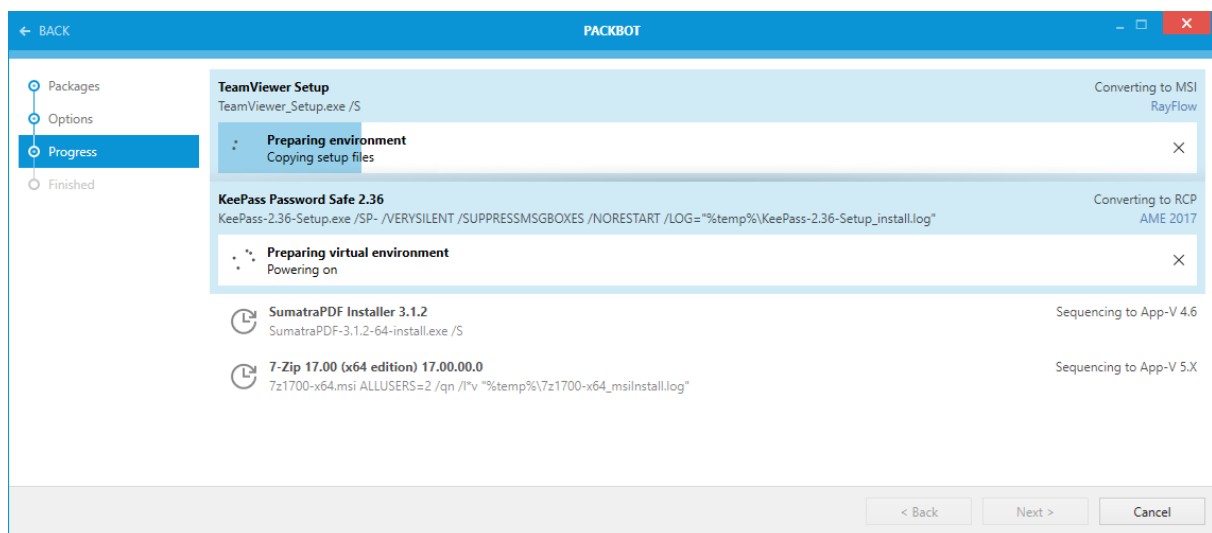 ← BACK
PACKBOT
Packages
Options
Progress
Finished
TeamViewer Setup
Converting to MSI
TeamViewer_Setup.exe /S
RayFlow
Preparing environment
Copying setup files
KeePass Password Safe 2.36
Converting to RCP
KeePass-2.36-Setup.exe /SP- /VERYSILENT /SUPPRESSMSGBOXES /NORESTART /LOG="%temp%\KeePass-2.36-Setup_install.log"
AME 2017
Preparing virtual environment
Powering on
SumatraPDF Installer 3.1.2
Sequencing to App-V 4.6
SumatraPDF-3.1.2-64-install.exe /S
7-Zip 17.00 (x64 edition) 17.00.00.0
Sequencing to App-V 5.X
7z1700-x64.msi ALLUSERS=2 /qn /l*v "%temp%\7z1700-x64_msiInstall.log"
< Back
Next >
Cancel